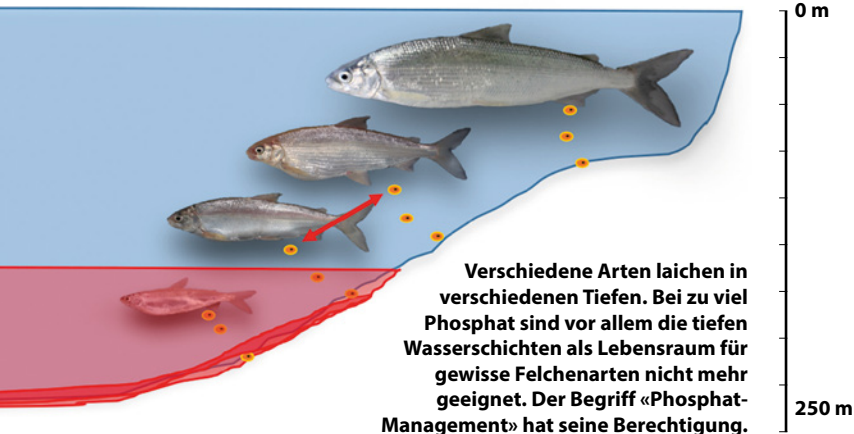 0 m
Verschiedene Arten laichen in
verschiedenen Tiefen. Bei zu viel
Phosphat sind vor allem die tiefen
Wasserschichten als Lebensraum für
gewisse Felchenarten nicht mehr
geeignet. Der Begriff «Phosphat-
Management» hat seine Berechtigung.
250 m